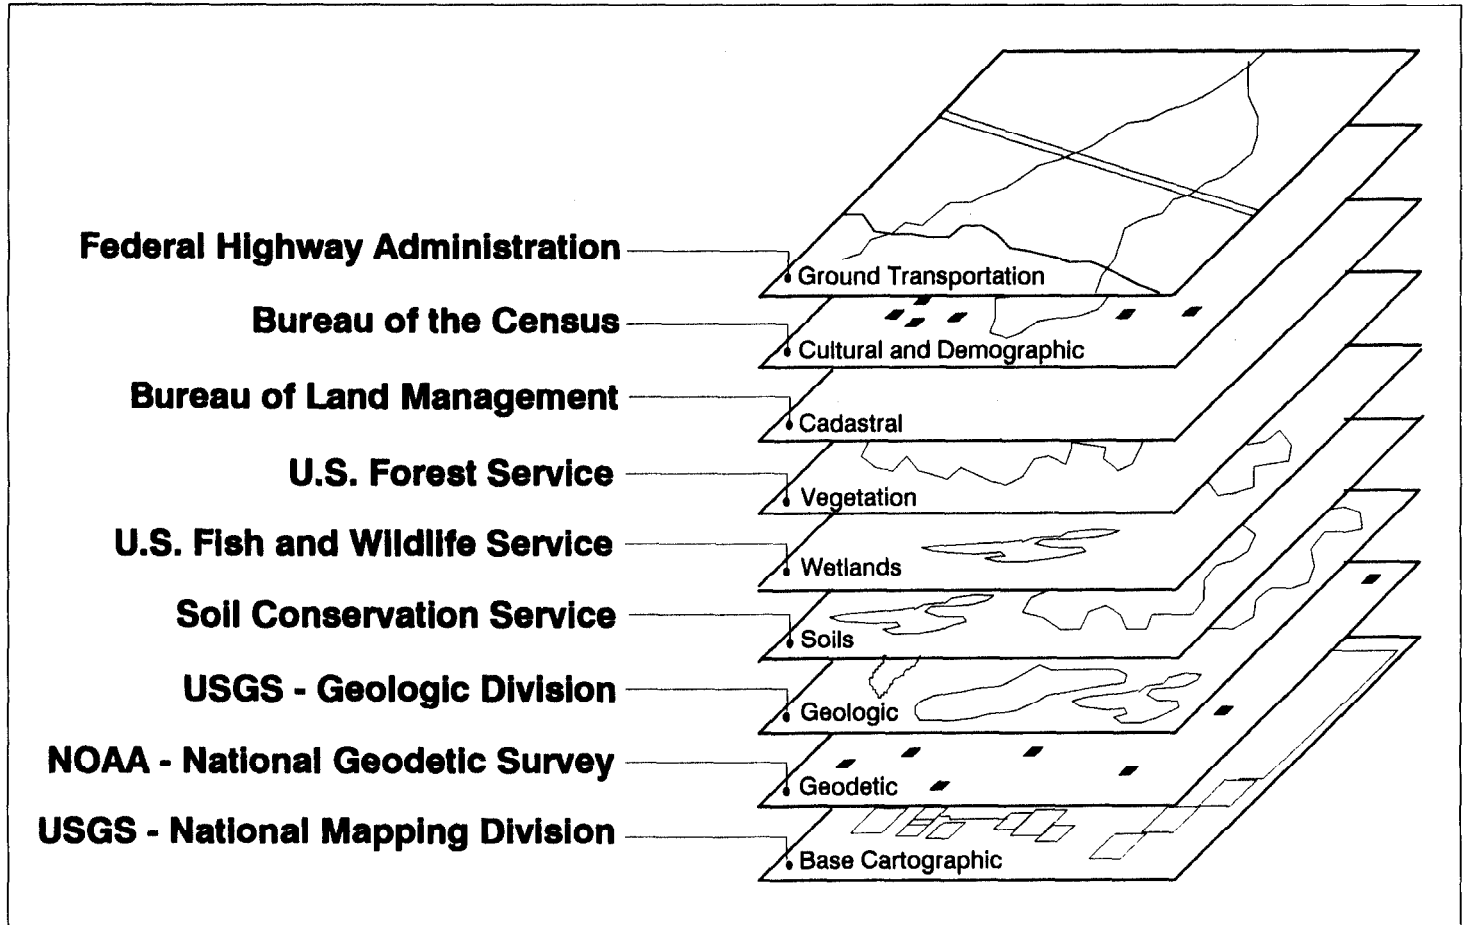 Federal Highway Administration
Ground Transportation
Bureau of the Census
Cultural and Demographic
Bureau of Land Management
Cadastral
U.S. Forest Service
Vegetation
U.S. Fish and Wildlife Service
Wetlands
Soil Conservation Service
Soils
USGS - Geologic Division
Geologic
NOAA - National Geodetic Survey
Geodetic
USGS - National Mapping Division
Base Cartographic